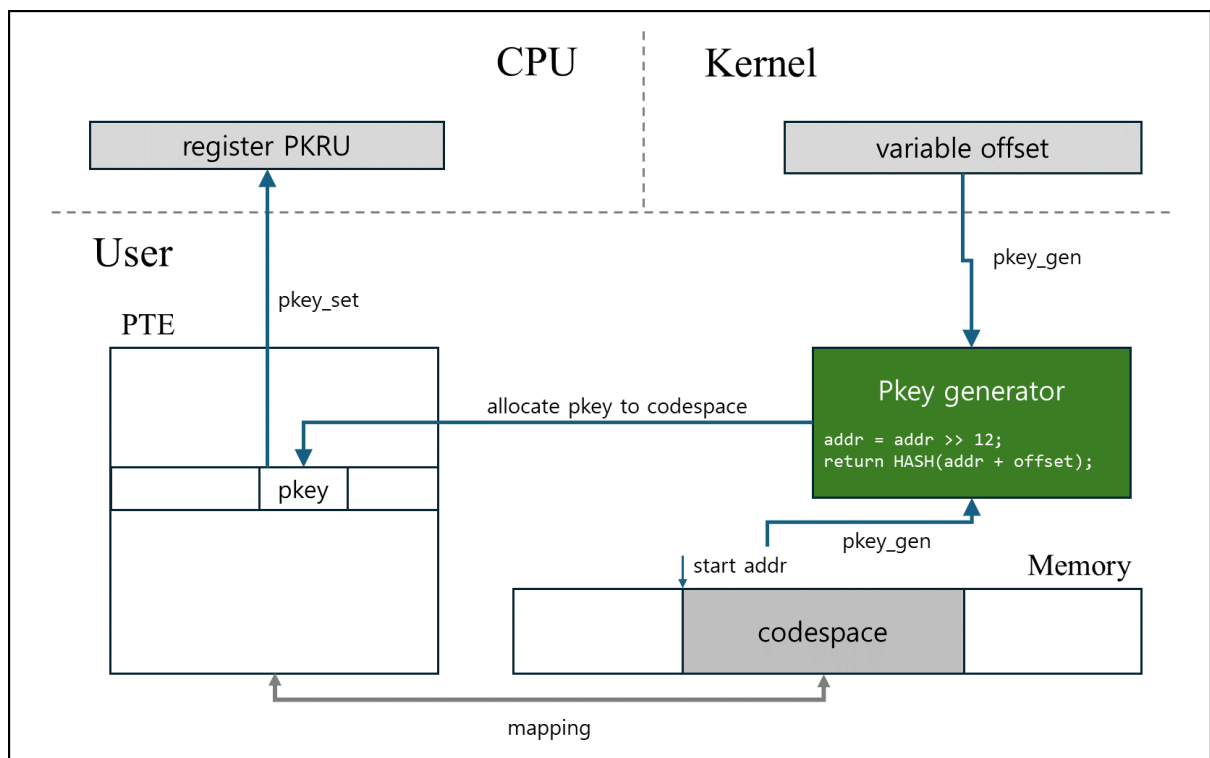 CPU
Kernel
register PKRU
variable offset
User
pkey_gen
pkey_set
PTE
Pkey generator
allocate pkey to codespace
addr = addr >> 12;
return HASH(addr + offset);
pkey
pkey_gen
start addr
Memory
codespace
mapping